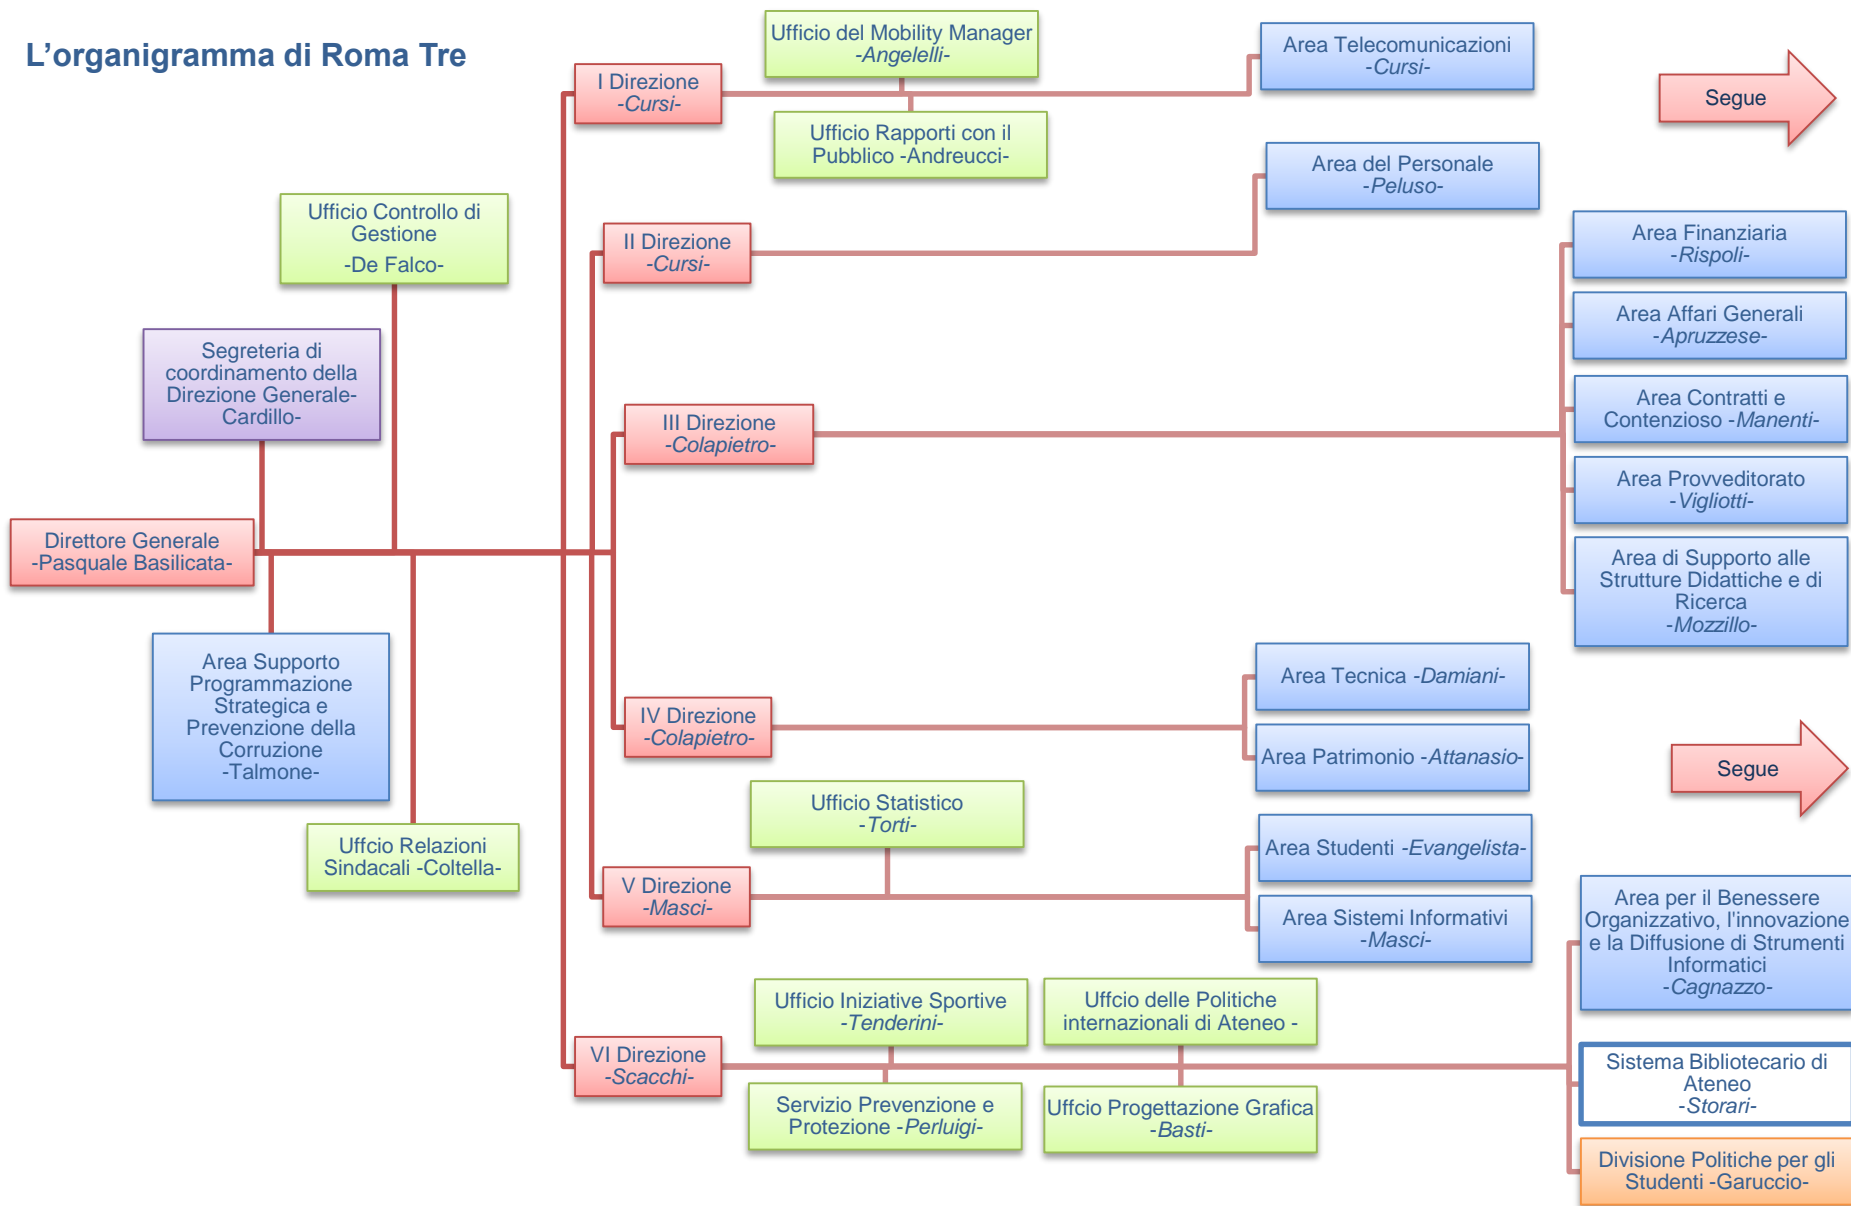 L'organigramma di Roma Tre
Ufficio del Mobility Manager
-Angelelli-
Area Telecomunicazioni
-Cursi-
Segue
I Direzione
-Cursi-
Ufficio Rapporti con il
Pubblico -Andreucci-
Area del Personale
-Peluso-
Ufficio Controllo di
Gestione
-De Falco-
II Direzione
-Cursi-
Area Finanziaria
-Rispoli-
Area Affari Generali
-Apruzzese-
Segreteria di
coordinamento della
Direzione Generale-
Cardillo-
III Direzione
-Colapietro-
Area Contratti e
Contenzioso -Manenti-
Area Provveditorato
-Vigliotti-
Direttore Generale
-Pasquale Basilicata-
Area di Supporto alle
Strutture Didattiche e di
Ricerca
-Mozzillo-
Area Supporto
Programmazione
Strategica e
Prevenzione della
Corruzione
-Talmone-
IV Direzione
-Colapietro-
Area Tecnica -Damiani-
Area Patrimonio -Attanasio-
Segue
Uffcio Relazioni
Sindacali -Coltella-
Ufficio Statistico
-Torti-
V Direzione
-Masci-
Area Studenti -Evangelista-
Area Sistemi Informativi
-Masci-
Area per il Benessere
Organizzativo, l'innovazione
e la Diffusione di Strumenti
Informatici
-Cagnazzo-
Ufficio Iniziative Sportive
-Tenderini-
Uffcio delle Politiche
internazionali di Ateneo -
VI Direzione
-Scacchi-
Servizio Prevenzione e
Protezione -Perluigi-
Uffcio Progettazione Grafica
-Basti-
Sistema Bibliotecario di
Ateneo
-Storari-
Divisione Politiche per gli
Studenti -Garuccio-